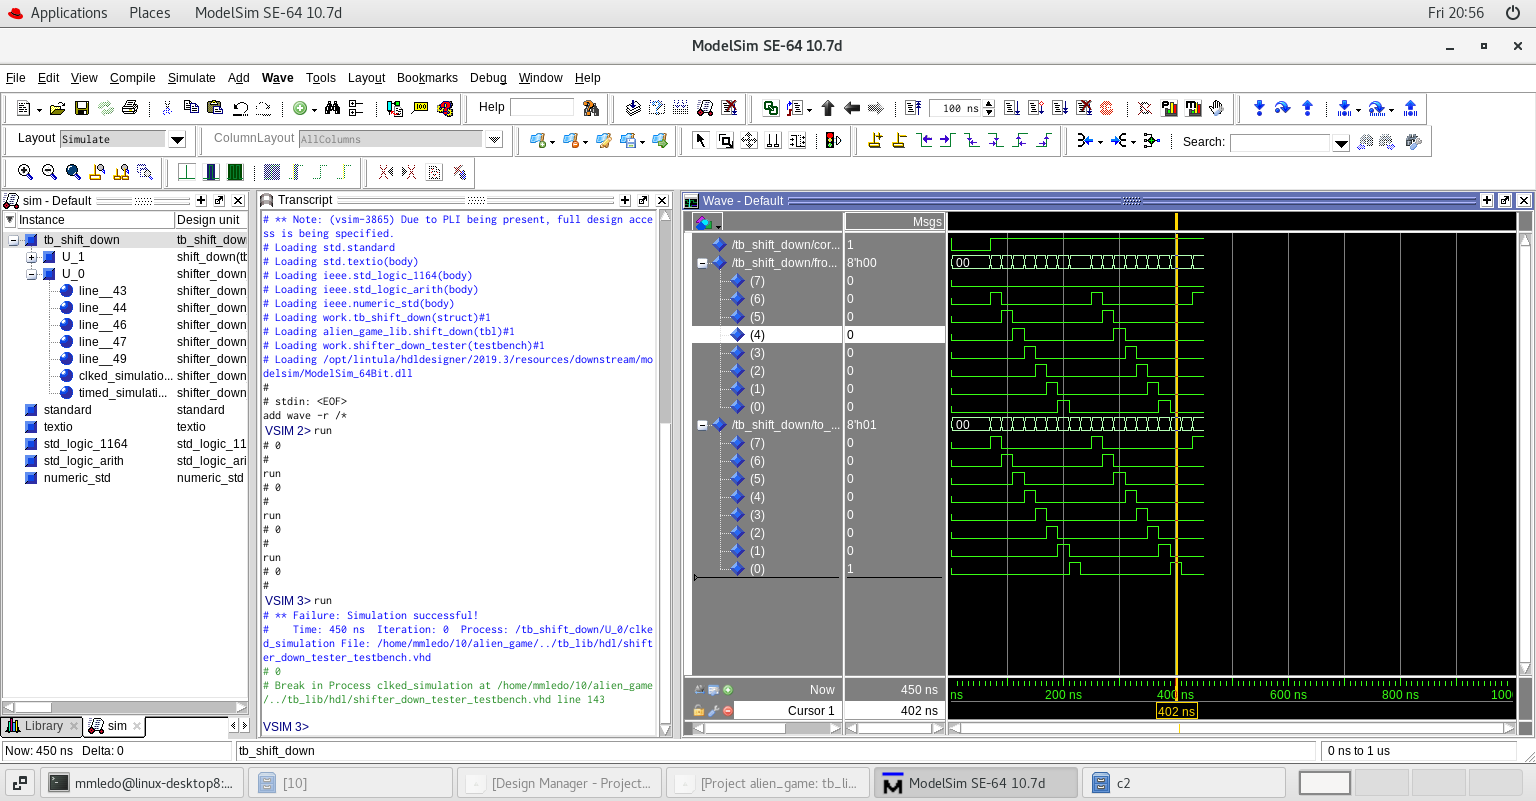 Applications Places ModelSim SE-64 10.7d Fri 20:56
ModelSim SE-64 10.7d
File Edit View Compile Simulate Add Wave Tools Layout Bookmarks Debug Window Help
Help 100 ns
Layout Simulate ColumnLayout AllColumns Search:
sim - Default
Instance Design unit
tb_shift_down tb_shift_dow
U_1 shift_down(tb
U_0 shifter_down
line__43 shifter_down
line__44 shifter_down
line__46 shifter_down
line__47 shifter_down
line__49 shifter_down
clked_simulatio... shifter_down
timed_simulati... shifter_down
standard standard
textio textio
std_logic_1164 std_logic_11
std_logic_arith std_logic_ari
numeric_std numeric_std
Library sim
Transcript
# ** Note: (vsim-3865) Due to PLI being present, full design acce
ss is being specified.
# Loading std.standard
# Loading std.textio(body)
# Loading ieee.std_logic_1164(body)
# Loading ieee.std_logic_arith(body)
# Loading ieee.numeric_std(body)
# Loading work.tb_shift_down(struct)#1
# Loading alien_game_lib.shift_down(tbl)#1
# Loading work.shifter_down_tester(testbench)#1
# Loading /opt/lintula/hdldesigner/2019.3/resources/downstream/mo
delsim/ModelSim_64Bit.dll
#
# stdin: <EOF>
add wave -r /*
VSIM 2> run
# 0
#
run
# 0
#
run
# 0
#
run
# 0
#
VSIM 3> run
# ** Failure: Simulation successful!
# Time: 450 ns Iteration: 0 Process: /tb_shift_down/U_0/clke
d_simulation File: /home/mmledo/10/alien_game/../tb_lib/hdl/shift
er_down_tester_testbench.vhd
# 0
# Break in Process clked_simulation at /home/mmledo/10/alien_game
/../tb_lib/hdl/shifter_down_tester_testbench.vhd line 143
VSIM 3>
Wave - Default
Msgs
/tb_shift_down/cor... 1
/tb_shift_down/fro... 8'h00 00
(7) 0
(6) 0
(5) 0
(4) 0
(3) 0
(2) 0
(1) 0
(0) 0
/tb_shift_down/to_... 8'h01 00
(7) 0
(6) 0
(5) 0
(4) 0
(3) 0
(2) 0
(1) 0
(0) 1
Now 450 ns ns 200 ns 400 ns 600 ns 800 ns 100
Cursor 1 402 ns 402 ns
Now: 450 ns Delta: 0 tb_shift_down 0 ns to 1 us
mmledo@linux-desktop8:... [10] [Design Manager - Project... [Project alien_game: tb_li... ModelSim SE-64 10.7d c2